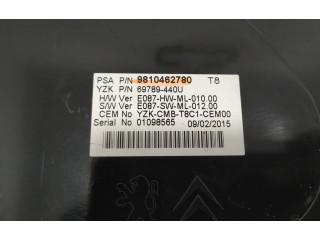 PSA P/N 9810462780 T8
YZK P/N 69789-440U
H/W Ver E087-HW-ML-010.00
S/W Ver E087-SW-ML-012.00
CEM No YZK-CMB-T8C1-CEM00
Serial No 01098565 09/02/2015